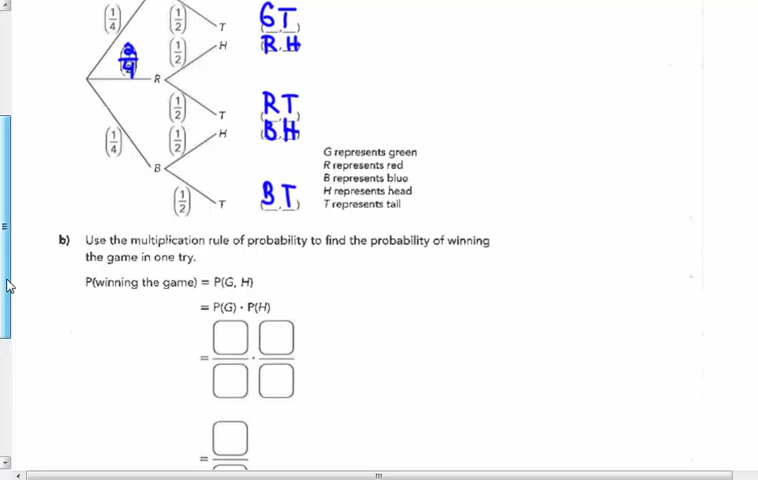 (1/4) (1/2) T GT
(1/2) H R, H
(2/4) R
(1/2) T RT
(1/4) (1/2) H BH
G represents green
B R represents red
B represents blue
(1/2) H represents head
T BT T represents tail
b) Use the multiplication rule of probability to find the probability of winning
the game in one try.
P(winning the game) = P(G, H)
= P(G) · P(H)
= ·
=